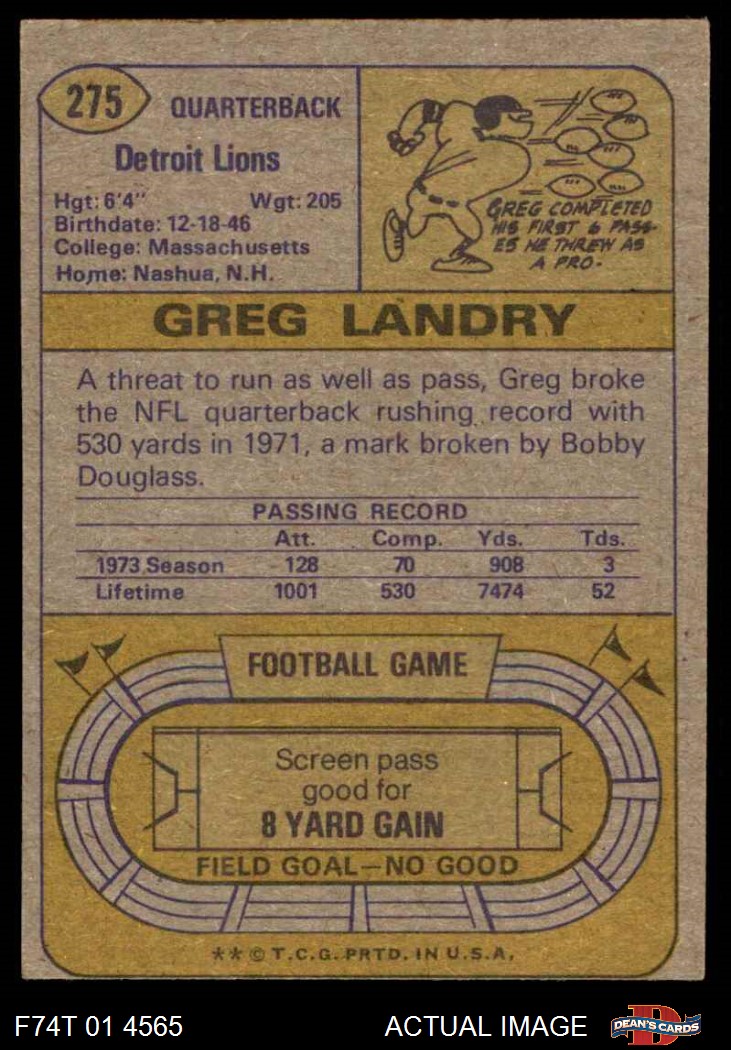 275
QUARTERBACK
Detroit Lions
Hgt: 6'4" Wgt: 205
Birthdate: 12-18-46
College: Massachusetts
Home: Nashua, N.H.
GREG COMPLETED
HIS FIRST 6 PASS-
ES HE THREW AS
A PRO.
GREG LANDRY
A threat to run as well as pass, Greg broke
the NFL quarterback rushing record with
530 yards in 1971, a mark broken by Bobby
Douglass.
PASSING RECORD
Att. Comp. Yds. Tds.
1973 Season 128 70 908 3
Lifetime 1001 530 7474 52
FOOTBALL GAME
Screen pass
good for
8 YARD GAIN
FIELD GOAL—NO GOOD
** © T.C.G. PRTD. IN U.S.A.
F74T 01 4565 ACTUAL IMAGE
D
DEAN'S CARDS